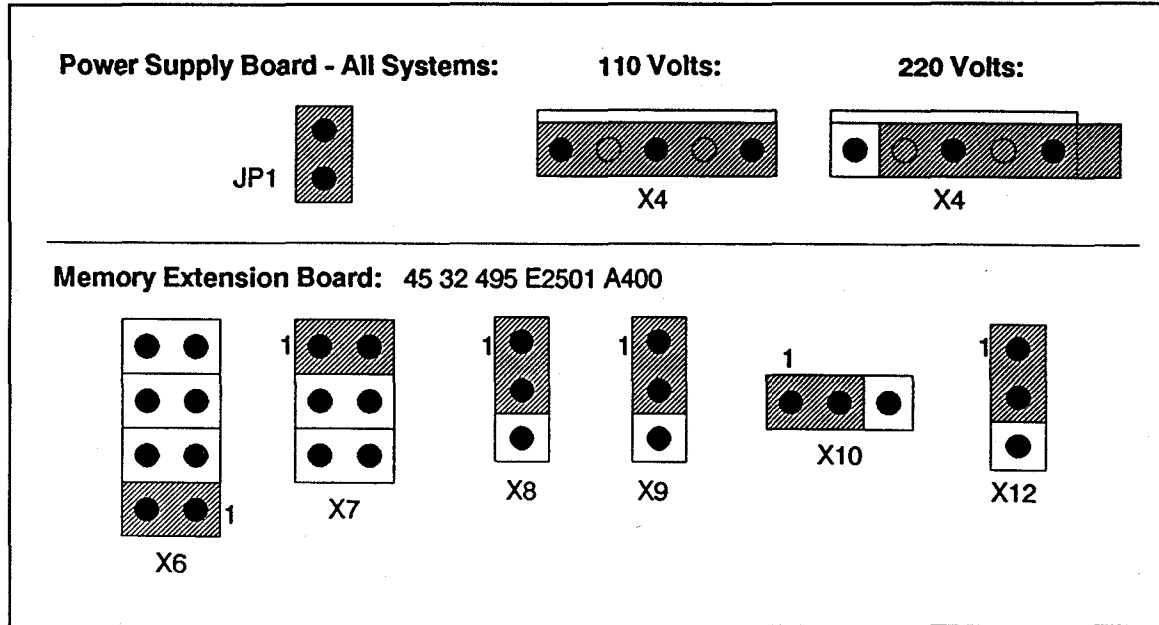 Power Supply Board - All Systems: 110 Volts: 220 Volts:
JP1
X4 X4
Memory Extension Board: 45 32 495 E2501 A400
1 1 1 1 1
1
X6 X7 X8 X9 X10 X12